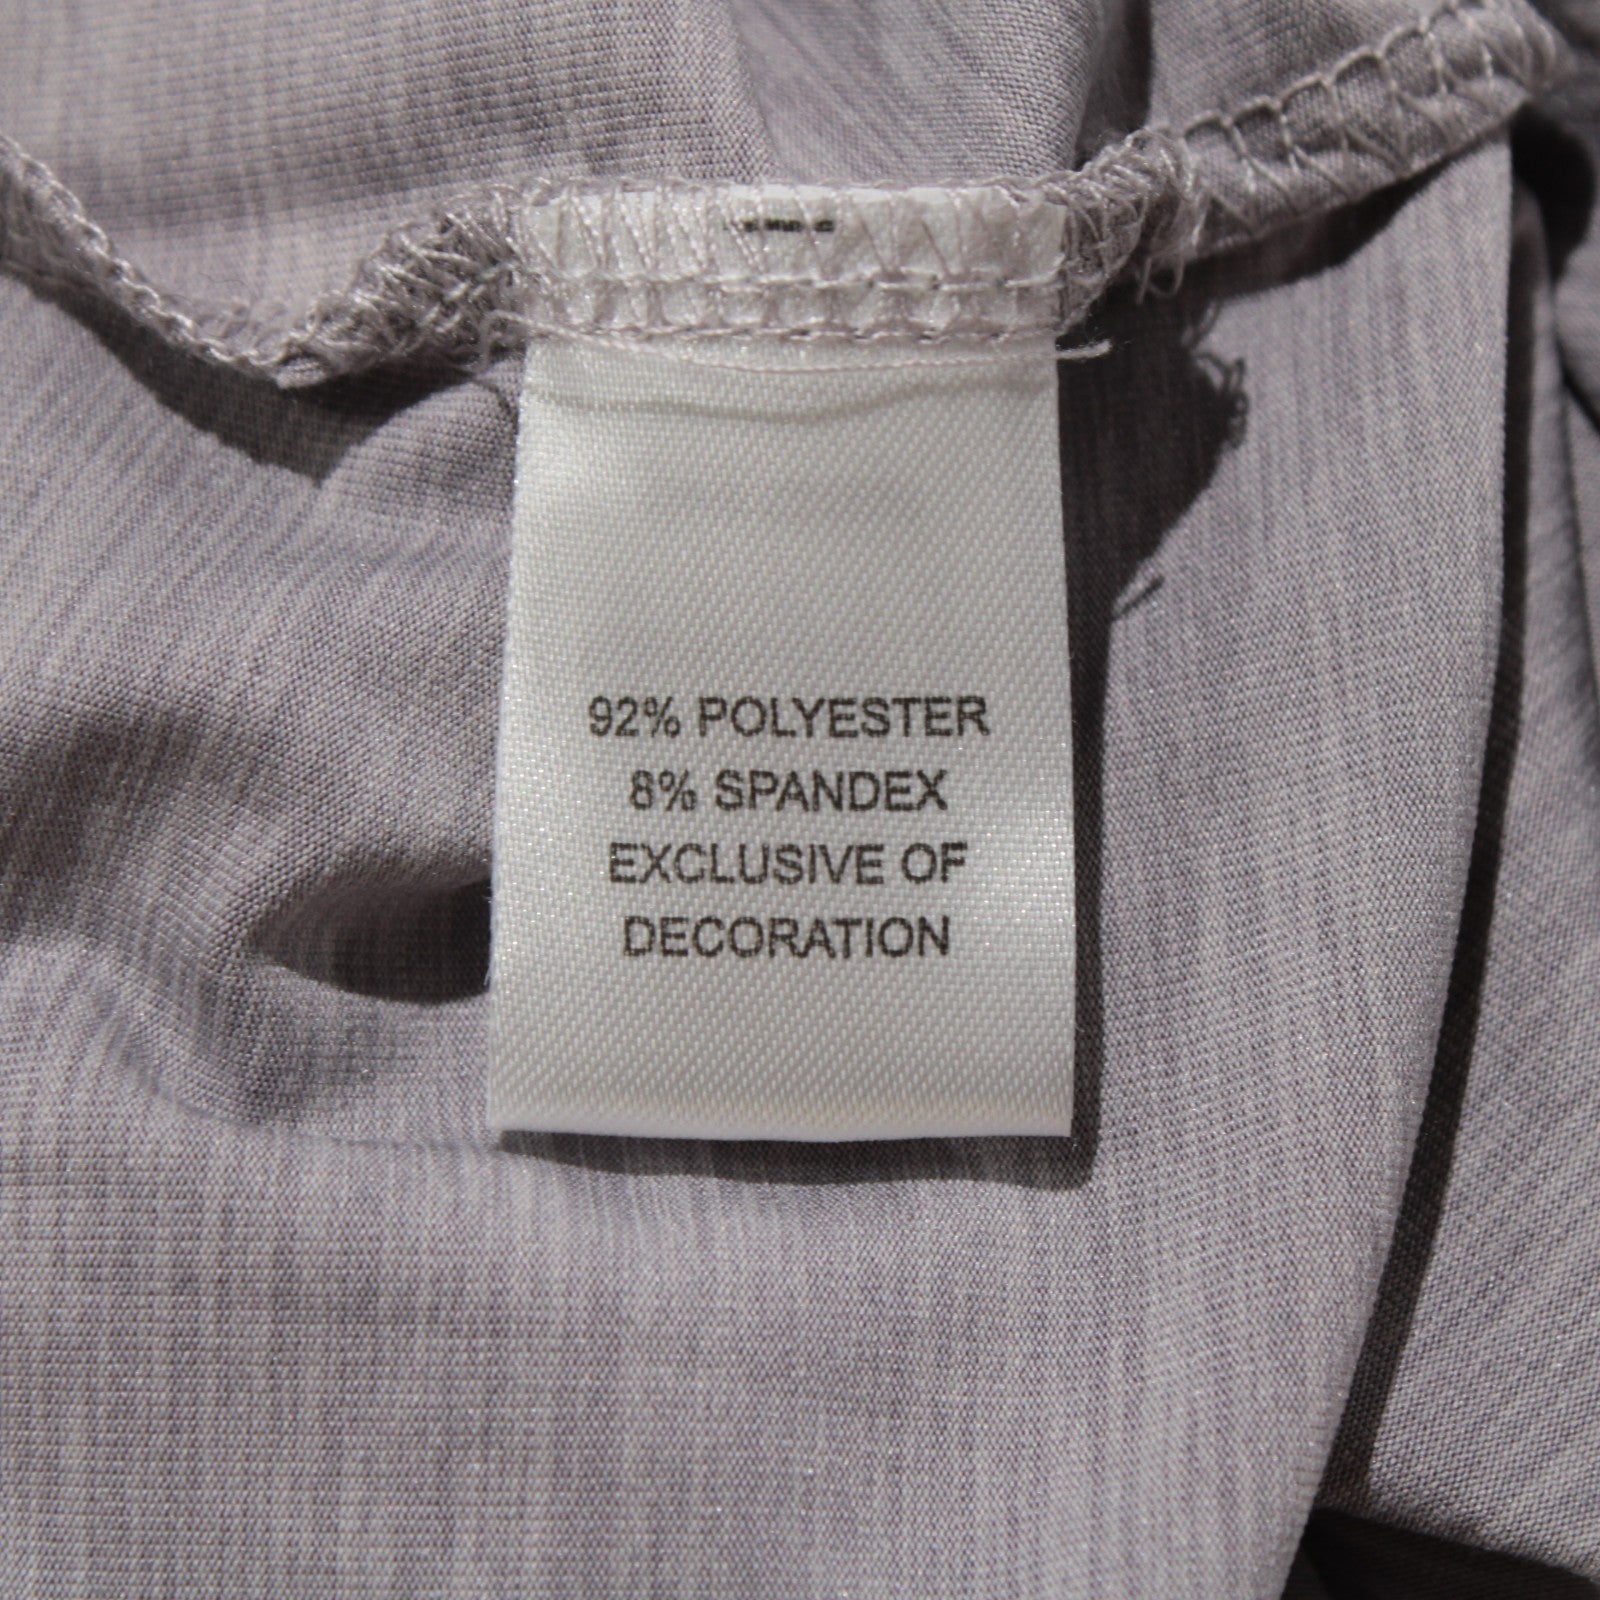 92% POLYESTER
8% SPANDEX
EXCLUSIVE OF
DECORATION